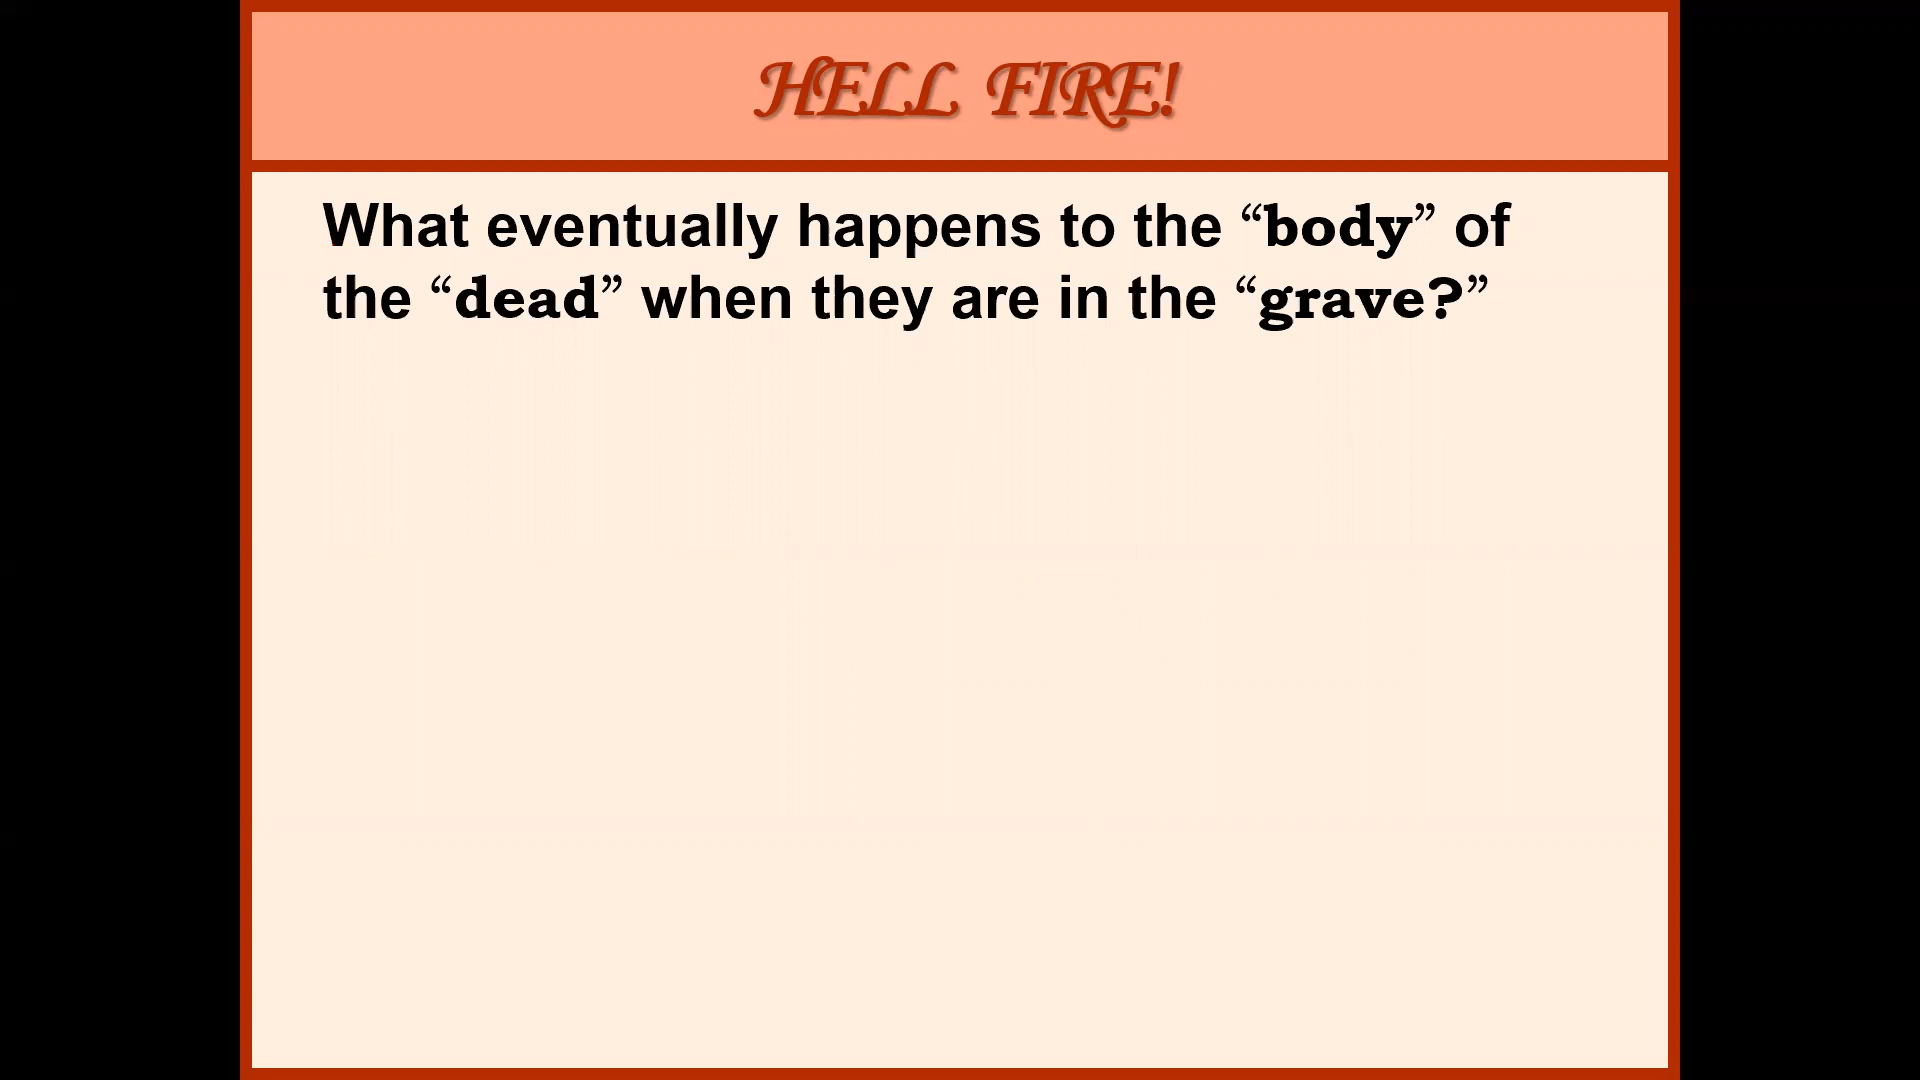 HELL FIRE!
What eventually happens to the “body” of
the “dead” when they are in the “grave?”